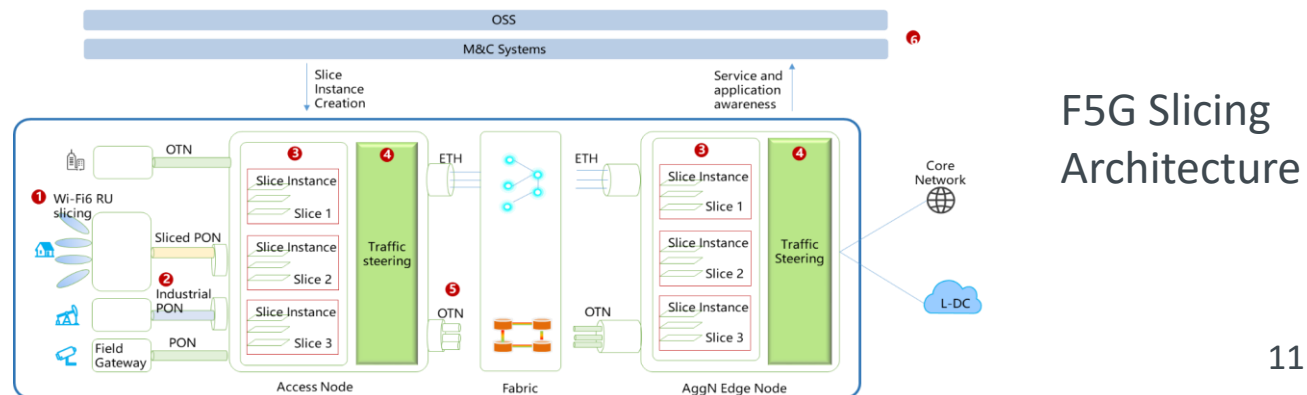 OSS
6
M&C Systems
Slice
Instance
Creation
Service and
application
awareness
F5G Slicing
Architecture
OTN
1
Wi-Fi6 RU
slicing
Sliced PON
2
Industrial
PON
Field
Gateway
PON
3
Slice Instance
Slice 1
Slice Instance
Slice 2
Slice Instance
Slice 3
4
Traffic
steering
Access Node
ETH
5
OTN
Fabric
ETH
OTN
3
Slice Instance
Slice 1
Slice Instance
Slice 2
Slice Instance
Slice 3
4
Traffic
Steering
AggN Edge Node
Core
Network
L-DC
11